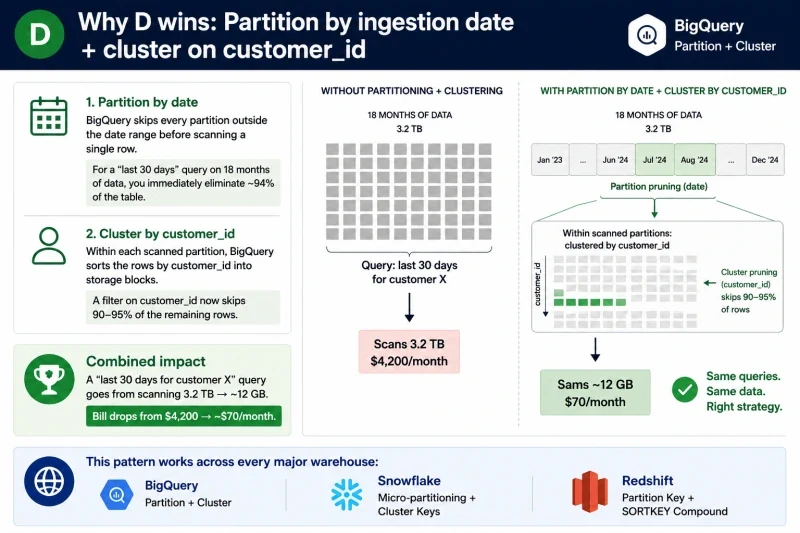 D
Why D wins: Partition by ingestion date
+ cluster on customer_id
BigQuery
Partition + Cluster
1. Partition by date
BigQuery skips every partition outside
the date range before scanning a
single row.
For a “last 30 days” query on 18 months
of data, you immediately eliminate ~94%
of the table.
2. Cluster by customer_id
Within each scanned partition, BigQuery
sorts the rows by customer_id into
storage blocks.
A filter on customer_id now skips
90–95% of the remaining rows.
Combined impact
A “last 30 days for customer X” query
goes from scanning 3.2 TB → ~12 GB.
Bill drops from $4,200 → ~$70/month.
WITHOUT PARTITIONING + CLUSTERING
18 MONTHS OF DATA
3.2 TB
Query: last 30 days
for customer X
Scans 3.2 TB
$4,200/month
WITH PARTITION BY DATE + CLUSTER BY CUSTOMER_ID
18 MONTHS OF DATA
3.2 TB
Jan '23 ... Jun '24 Jul '24 Aug '24 ... Dec '24
Partition pruning (date)
Within scanned partitions:
clustered by customer_id
customer_id
Cluster pruning
(customer_id)
skips 90–95%
of rows
Sams ~12 GB
$70/month
Same queries.
Same data.
Right strategy.
This pattern works across every major warehouse:
BigQuery
Partition + Cluster
Snowflake
Micro-partitioning +
Cluster Keys
Redshift
Partition Key +
SORTKEY Compound